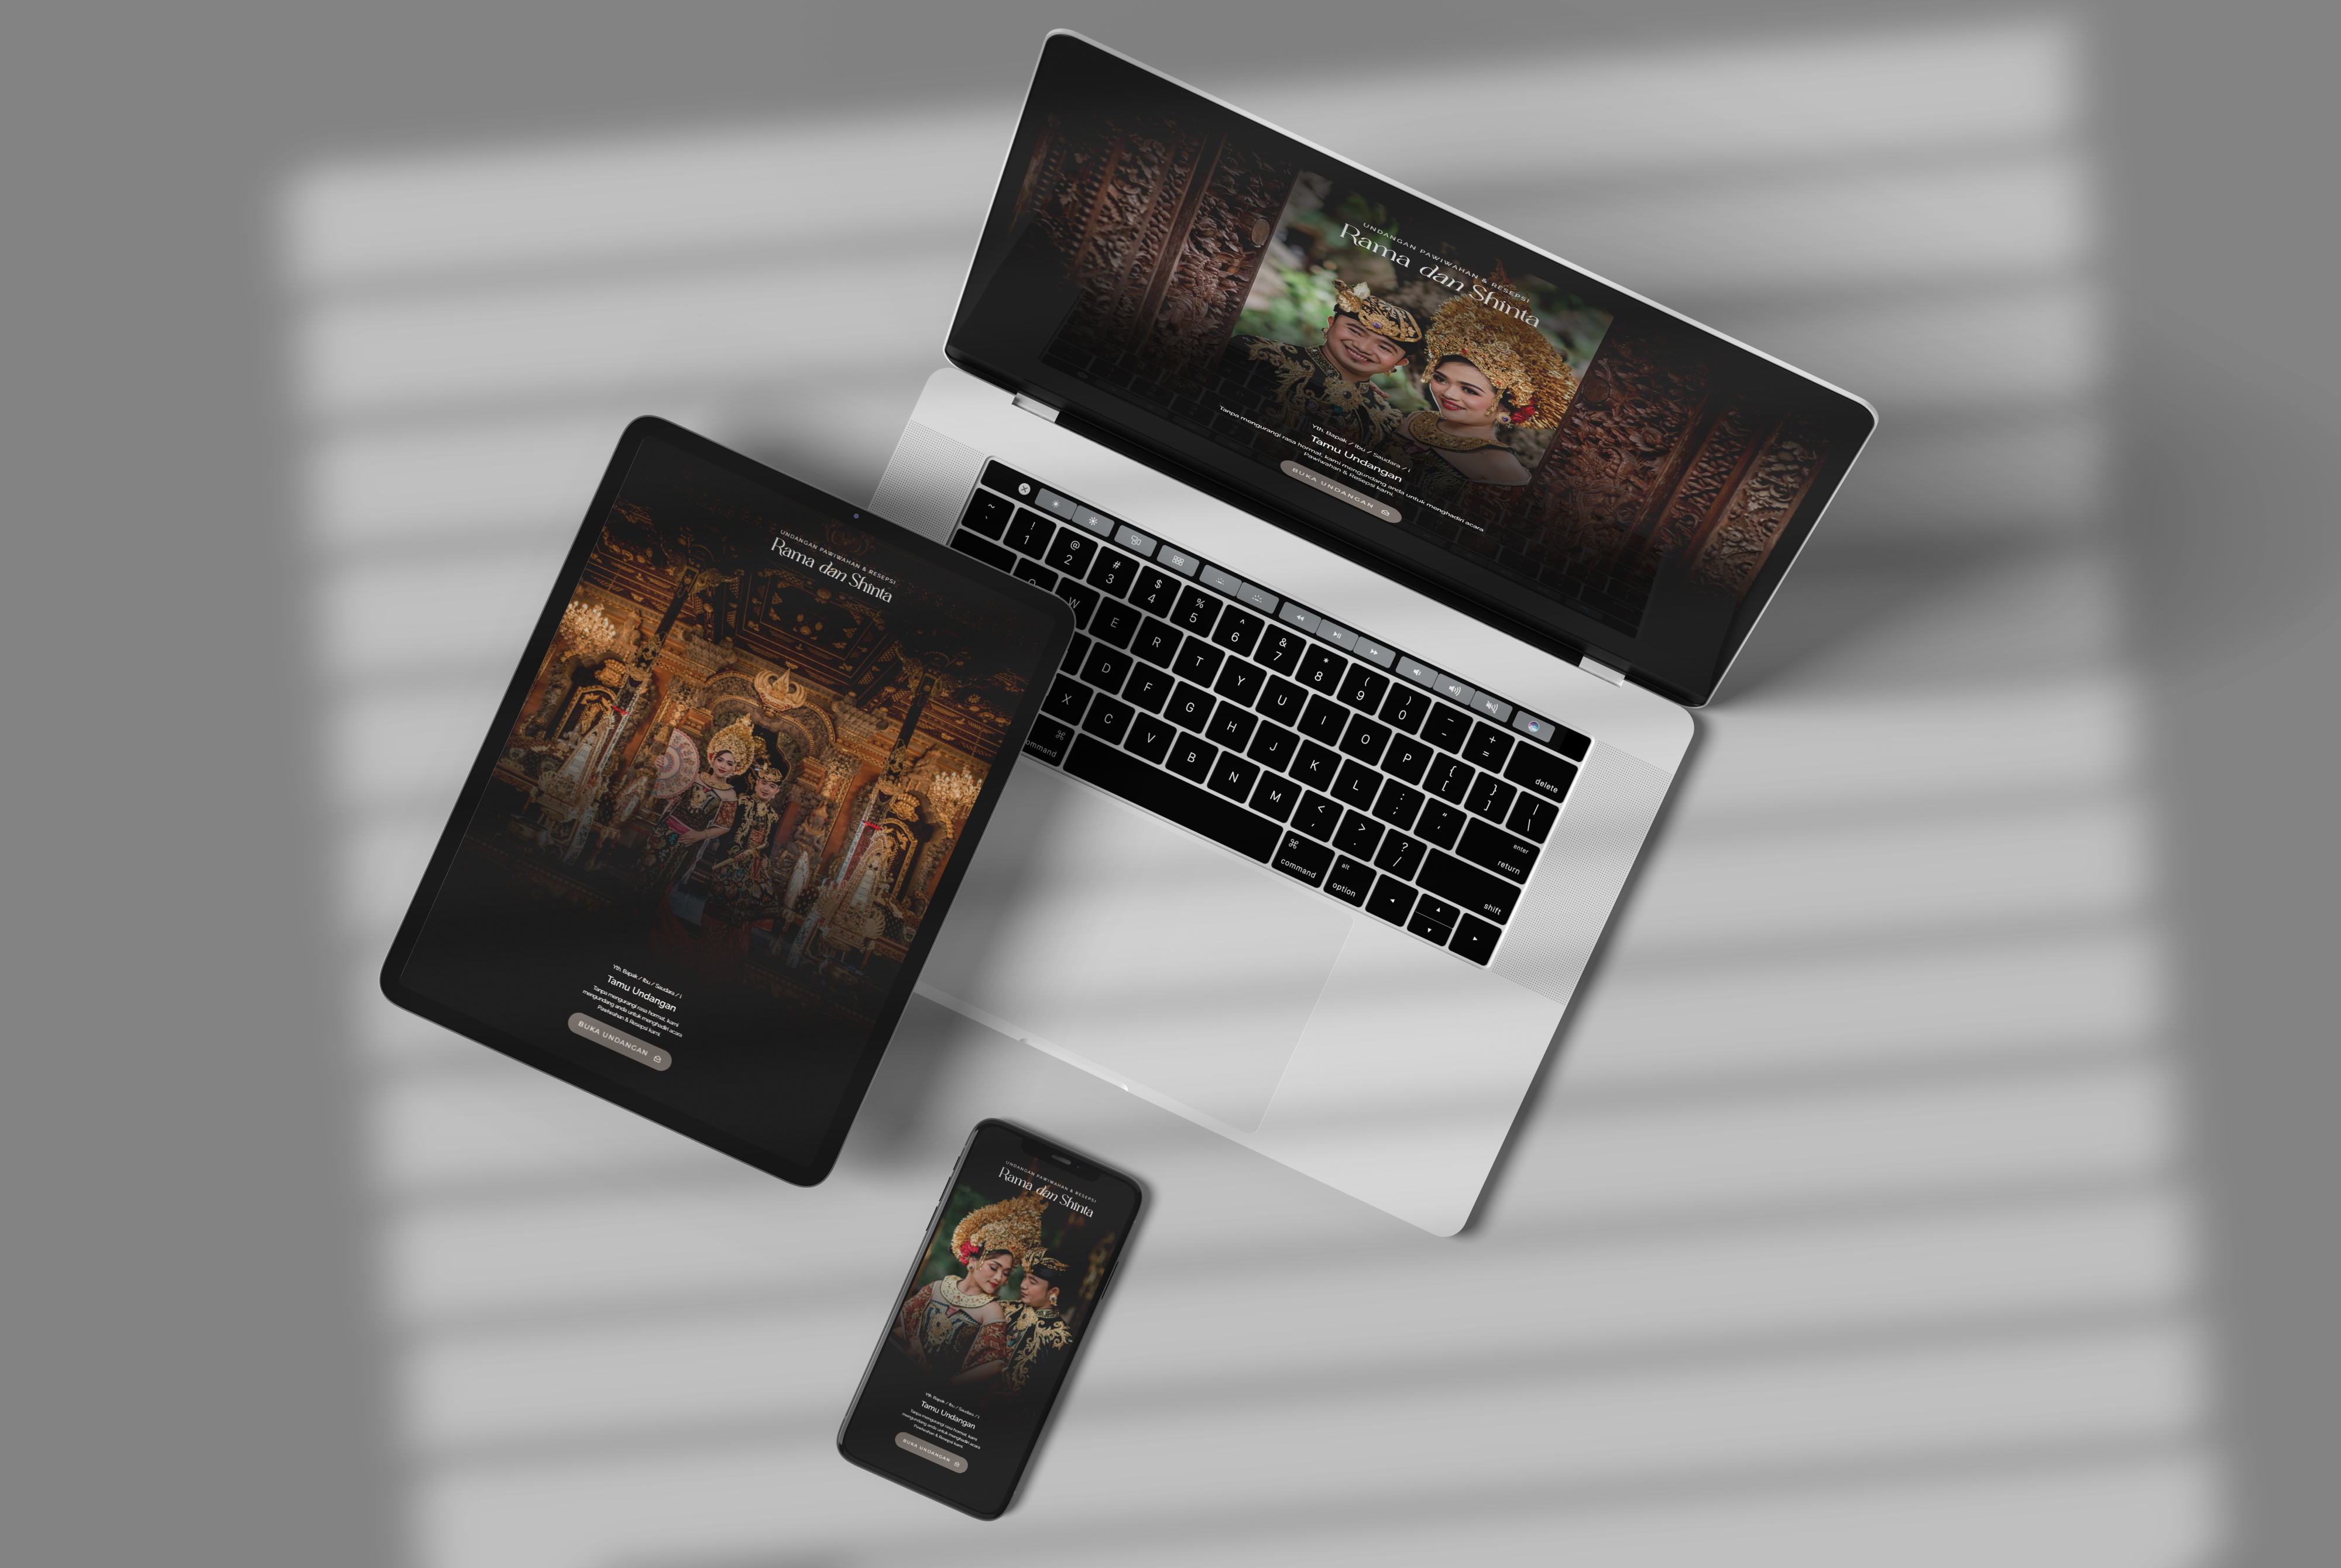 UNDANGAN PAWIWAHAN & RESEPSI
Rama dan Shinta
Yth. Bapak / Ibu / Saudara / i
Tamu Undangan
Tanpa mengurangi rasa hormat, kami mengundang anda untuk menghadiri acara
Pawiwahan & Resepsi kami.
BUKA UNDANGAN
UNDANGAN PAWIWAHAN & RESEPSI
Rama dan Shinta
Yth. Bapak / Ibu / Saudara / i
Tamu Undangan
Tanpa mengurangi rasa hormat, kami
mengundang anda untuk menghadiri acara
Pawiwahan & Resepsi kami
BUKA UNDANGAN
~ ! @ # $ % ^ & * ( ) _ +
` 1 2 3 4 5 6 7 8 9 0 - = delete
W E R T Y U I O P { [ } ] | \
D F G H J K L : ; " ' enter return
X C V B N M < , > . ? / shift
⌘ command ⌘ command alt option
UNDANGAN PAWIWAHAN & RESEPSI
Rama dan Shinta
Yth. Bapak / Ibu / Saudara / i
Tamu Undangan
Tanpa mengurangi rasa hormat, kami
mengundang anda untuk menghadiri acara
Pawiwahan & Resepsi kami
BUKA UNDANGAN